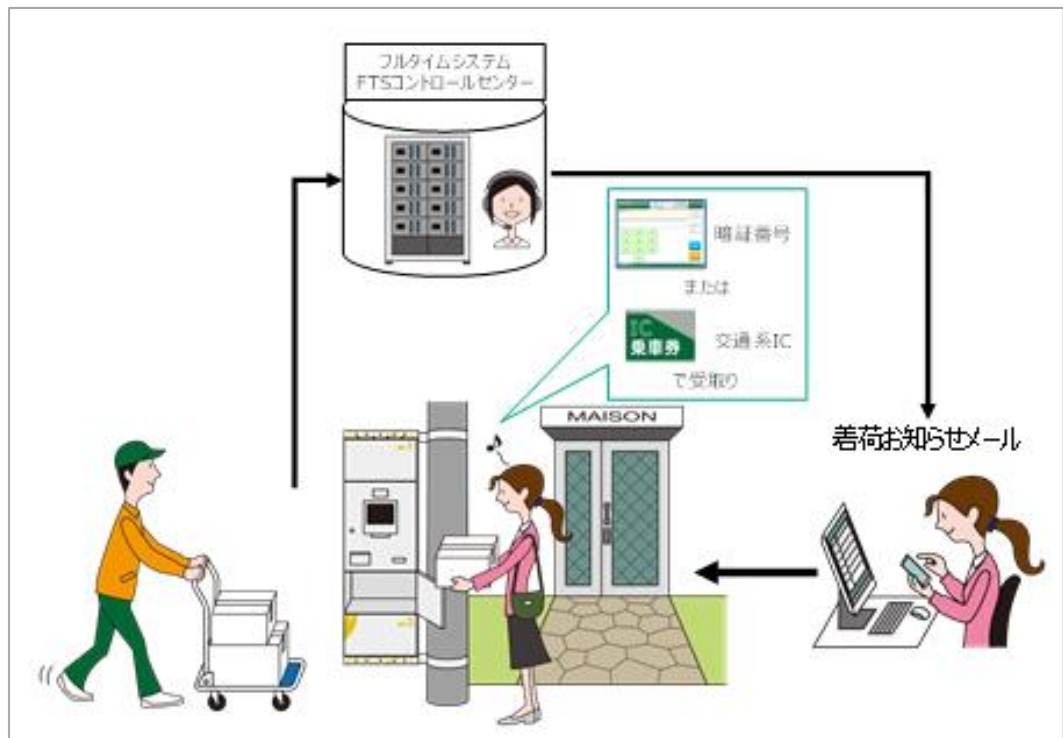 フルタイムシステム
FTSコントロールセンター
暗証番号
または
IC
乗車券
交通系IC
で受取り
MAISON
着荷お知らせメール